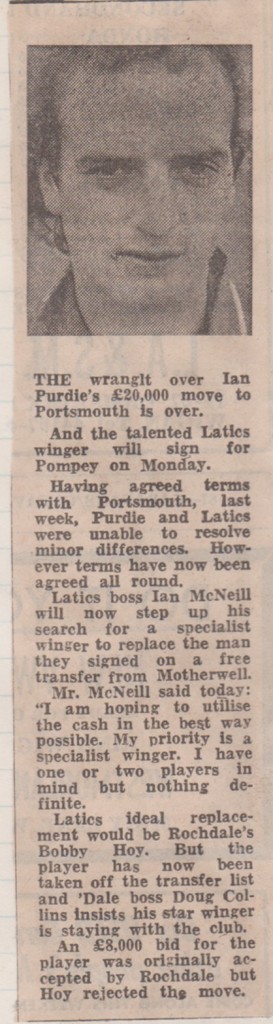 THE wranglt over Ian
Purdie's £20,000 move to
Portsmouth is over.
And the talented Latics
winger will sign for
Pompey on Monday.
Having agreed terms
with Portsmouth, last
week, Purdie and Latics
were unable to resolve
minor differences. How-
ever terms have now been
agreed all round.
Latics boss Ian McNeill
will now step up his
search for a specialist
winger to replace the man
they signed on a free
transfer from Motherwell.
Mr. McNeill said today:
"I am hoping to utilise
the cash in the best way
possible. My priority is a
specialist winger. I have
one or two players in
mind but nothing de-
finite.
Latics ideal replace-
ment would be Rochdale's
Bobby Hoy. But the
player has now been
taken off the transfer list
and 'Dale boss Doug Col-
lins insists his star winger
is staying with the club.
An £8,000 bid for the
player was originally ac-
cepted by Rochdale but
Hoy rejected the move.